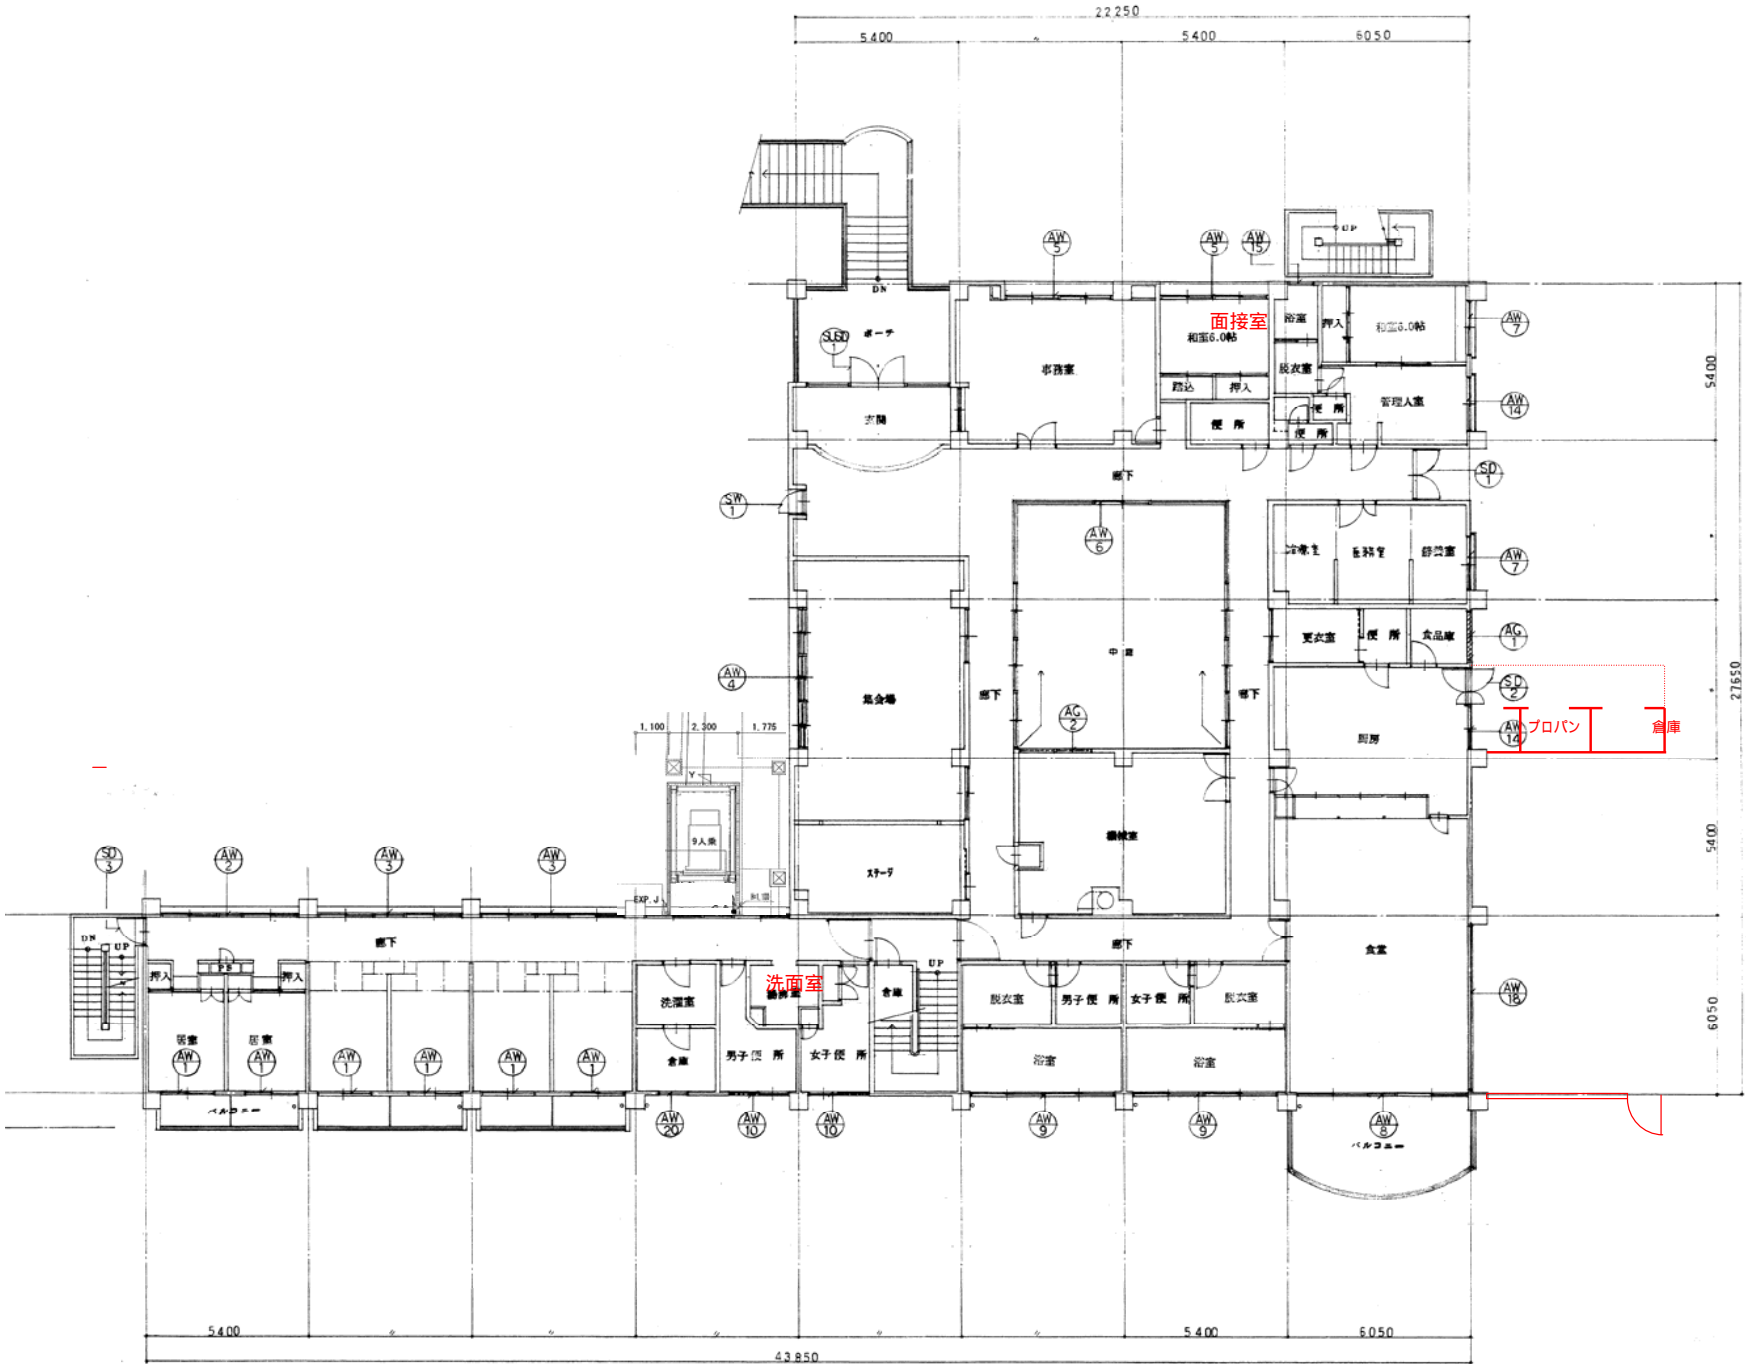 22250
5400 〃 5400 6050
UP
AW 5
AW 5
AW 15
DN
ポーチ
SUSD 1
和室6.0帖
面接室
浴室
押入
和室6.0帖
AW 7
事務室
脱衣室
踏込
押入
管理人室
AW 14
玄関
便所
便所
便所
5400
廊下
SD 1
SW 1
AW 6
医務室
静養室
AW 7
更衣室
便所
食品庫
AG 1
中庭
集会場
廊下
廊下
AW 4
SD 2
27650
AG 2
厨房
AW 14
プロパン
倉庫
1,100 2,300 1,775
Y
9人乗
機械室
ステージ
5400
SD 3
AW 2
AW 3
AW 3
EXP.J
DN
UP
廊下
廊下
食堂
押入
PS
押入
UP
洗濯室
洗面室
倉庫
脱衣室
男子便所
女子便所
脱衣室
AW 18
6050
居室
居室
AW 1
AW 1
AW 1
AW 1
AW 1
AW 1
倉庫
男子便所
女子便所
浴室
浴室
バルコニー
AW 20
AW 10
AW 10
AW 9
AW 9
AW 8
バルコニー
5400 〃 〃 〃 〃 〃 5400 6050
43850